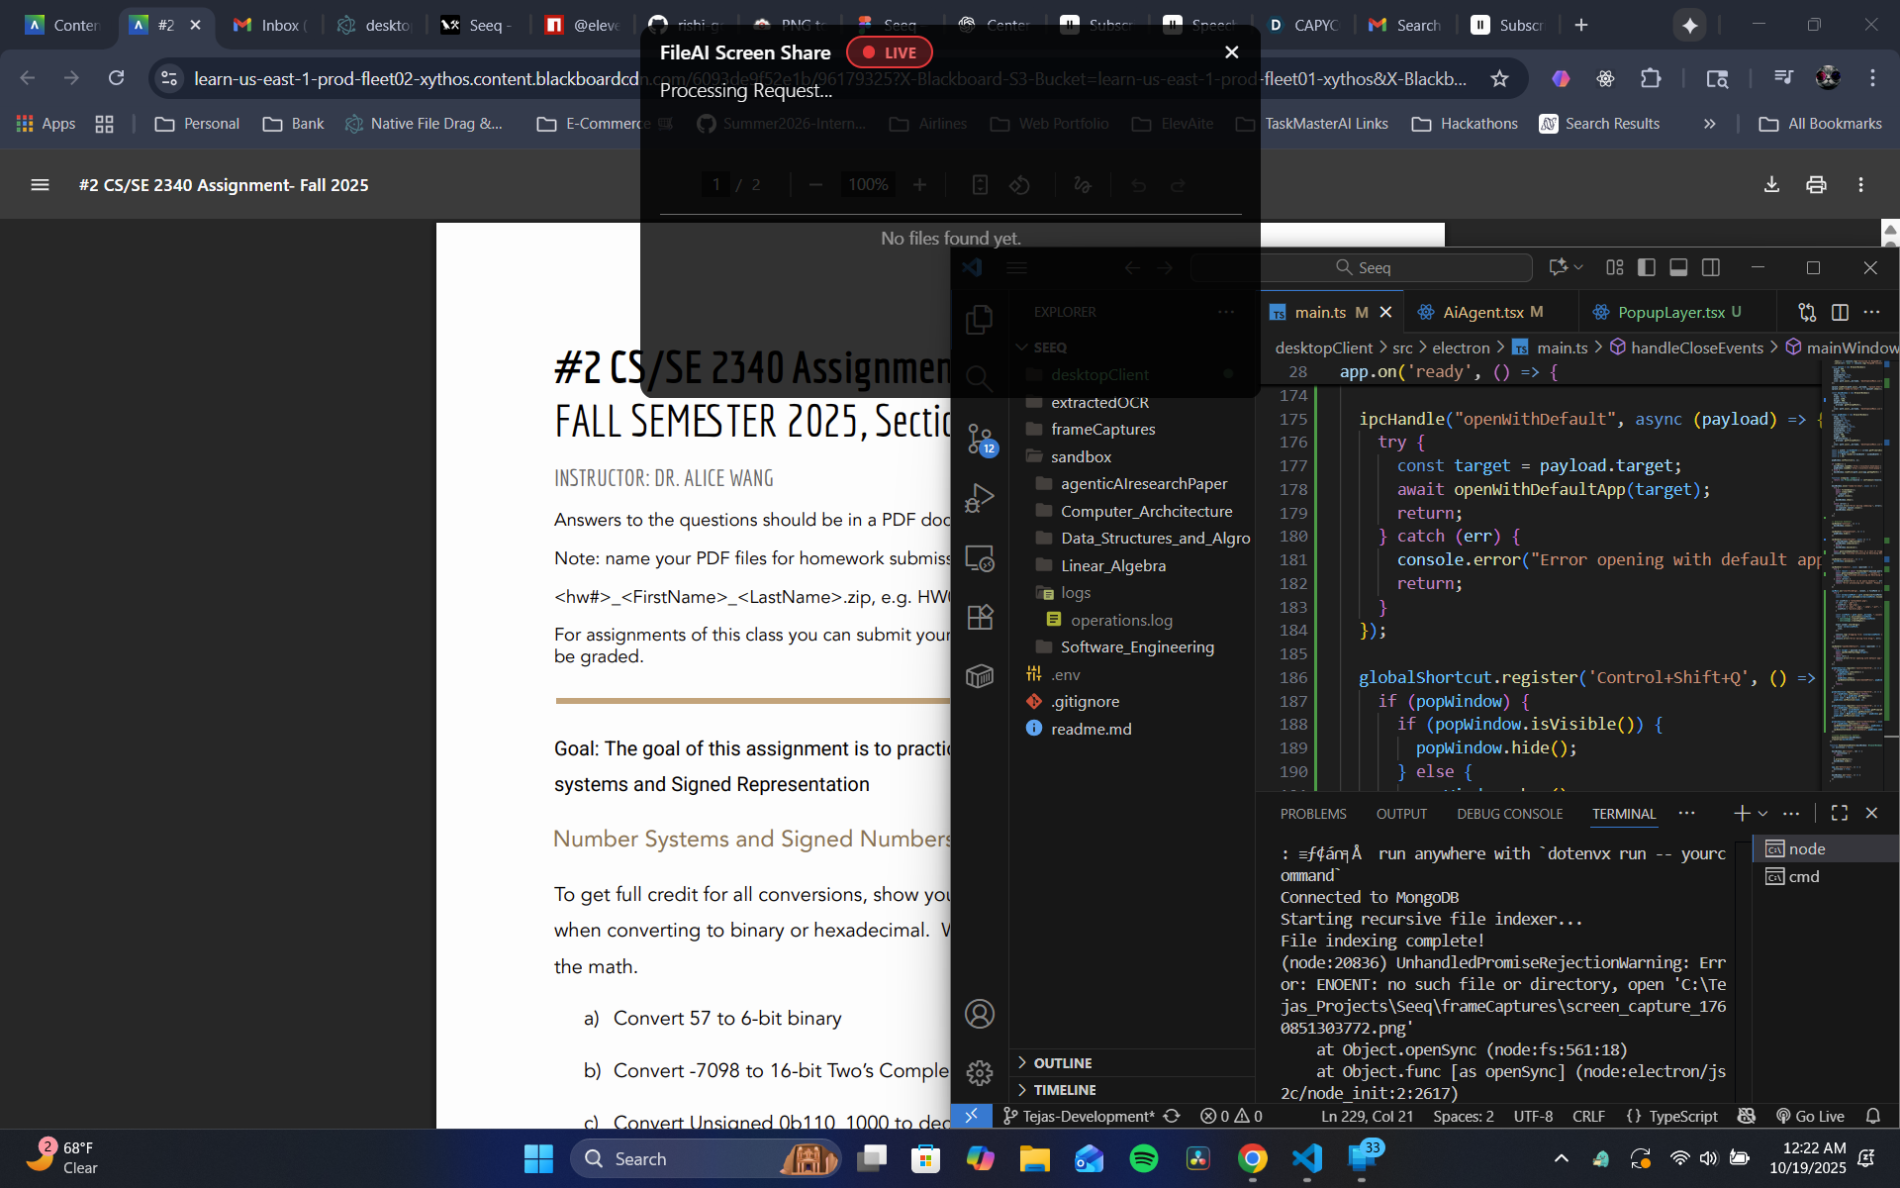 Conten
#2
Inbox (
deskto
Seeq -
@eleve
rishi-g
PNG to
Seeq
Center
Subscr
Speech
CAPYC
Search
Subscr
learn-us-east-1-prod-fleet02-xythos.content.blackboardcdn.com/6093de9f52e1b/96179325?X-Blackboard-S3-Bucket=learn-us-east-1-prod-fleet01-xythos&X-Blackb...
FileAI Screen Share
LIVE
Processing Request...
Apps
Personal
Bank
Native File Drag &...
E-Commerce
Summer2026-Intern...
Airlines
Web Portfolio
ElevAite
TaskMasterAI Links
Hackathons
Search Results
All Bookmarks
#2 CS/SE 2340 Assignment- Fall 2025
1 / 2
100%
No files found yet.
#2 CS/SE 2340 Assignmen
FALL SEMESTER 2025, Sectio
INSTRUCTOR: DR. ALICE WANG
Answers to the questions should be in a PDF doc
Note: name your PDF files for homework submiss
<hw#>_<FirstName>_<LastName>.zip, e.g. HW0
For assignments of this class you can submit your
be graded.
Goal: The goal of this assignment is to practic
systems and Signed Representation
Number Systems and Signed Numbers
To get full credit for all conversions, show you
when converting to binary or hexadecimal. W
the math.
a) Convert 57 to 6-bit binary
b) Convert -7098 to 16-bit Two's Comple
c) Convert Unsigned 0b110_1000 to dec
Seeq
EXPLORER
SEEQ
desktopClient
extractedOCR
frameCaptures
sandbox
agenticAIresearchPaper
Computer_Archcitecture
Data_Structures_and_Algro
Linear_Algebra
logs
operations.log
Software_Engineering
.env
.gitignore
readme.md
OUTLINE
TIMELINE
12
main.ts M
AiAgent.tsx M
PopupLayer.tsx U
desktopClient > src > electron > main.ts > handleCloseEvents > mainWindow
28 app.on('ready', () => {
174
175 ipcHandle("openWithDefault", async (payload) => {
176 try {
177 const target = payload.target;
178 await openWithDefaultApp(target);
179 return;
180 } catch (err) {
181 console.error("Error opening with default app
182 return;
183 }
184 });
185
186 globalShortcut.register('Control+Shift+Q', () =>
187 if (popWindow) {
188 if (popWindow.isVisible()) {
189 popWindow.hide();
190 } else {
PROBLEMS
OUTPUT
DEBUG CONSOLE
TERMINAL
run anywhere with `dotenvx run -- yourc
ommand`
Connected to MongoDB
Starting recursive file indexer...
File indexing complete!
(node:20836) UnhandledPromiseRejectionWarning: Err
or: ENOENT: no such file or directory, open 'C:\Te
jas_Projects\Seeq\frameCaptures\screen_capture_176
0851303772.png'
at Object.openSync (node:fs:561:18)
at Object.func [as openSync] (node:electron/js
2c/node_init:2:2617)
node
cmd
Tejas-Development*
0
0
Ln 229, Col 21
Spaces: 2
UTF-8
CRLF
{} TypeScript
Go Live
2
68°F
Clear
Search
33
12:22 AM
10/19/2025